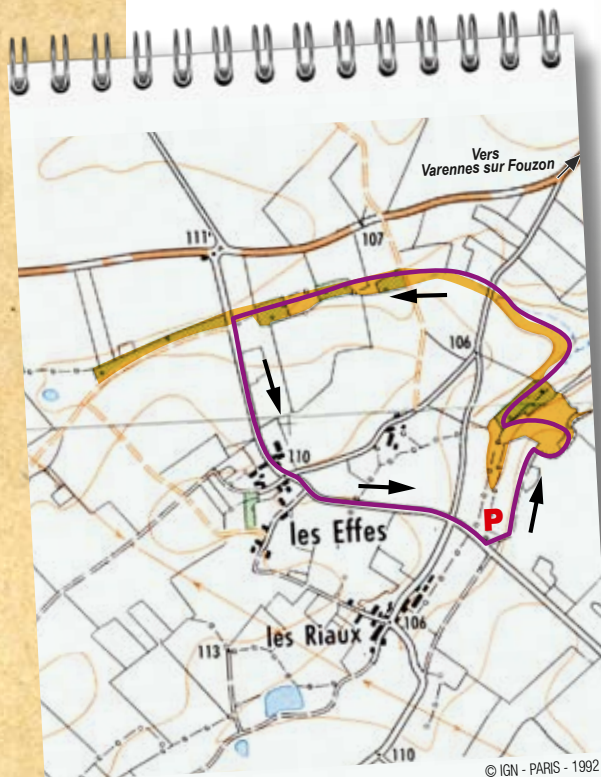 Vers
Varennes sur Fouzon
111
107
106
110
les Effes
P
les Riaux
106
113
110
© IGN - PARIS - 1992